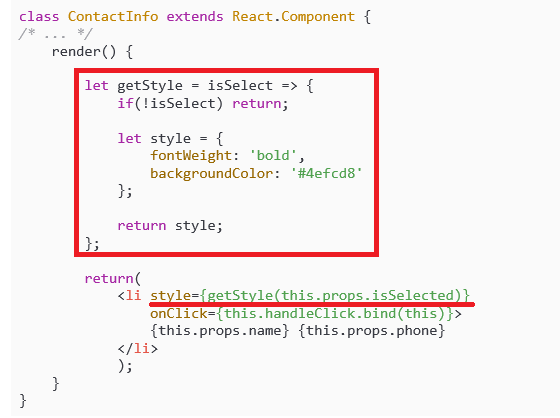 class ContactInfo extends React.Component {
/* ... */
    render() {
        let getStyle = isSelect => {
            if(!isSelect) return;
            let style = {
                fontWeight: 'bold',
                backgroundColor: '#4efcd8'
            };
            return style;
        };
        return(
            <li style={getStyle(this.props.isSelected)}
                onClick={this.handleClick.bind(this)}>
                {this.props.name} {this.props.phone}
            </li>
            );
    }
}